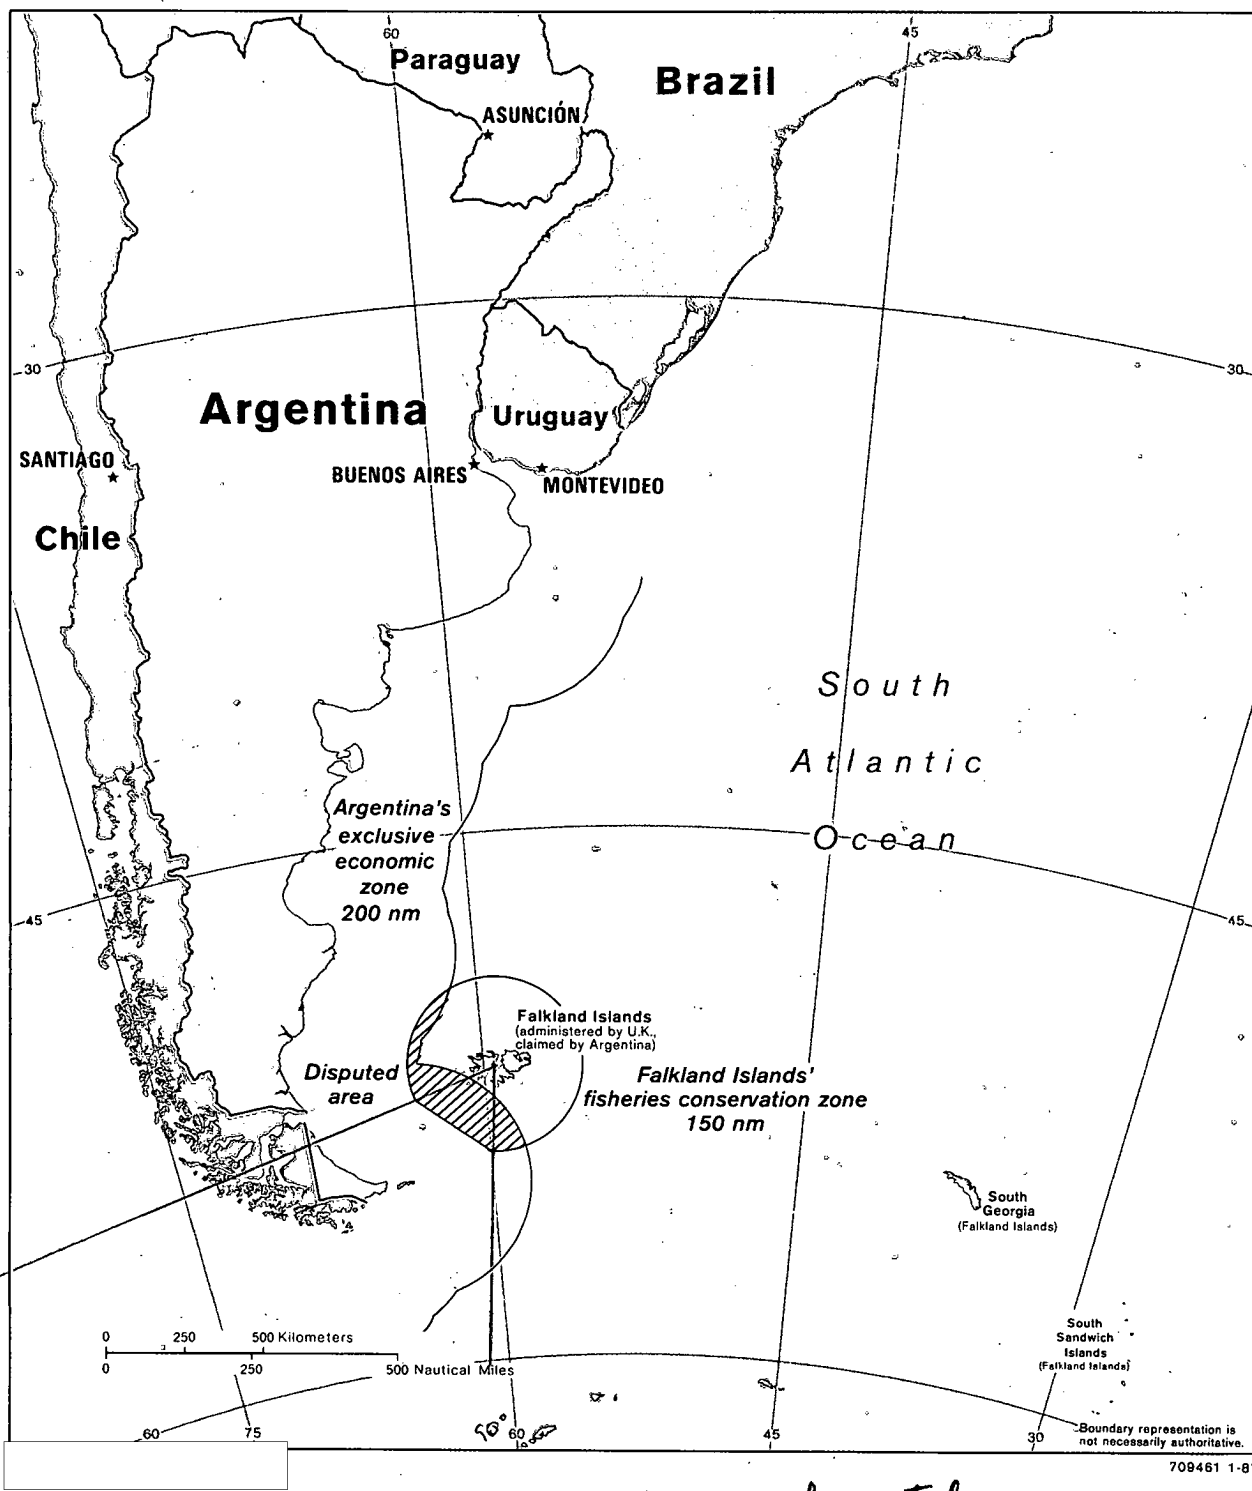 60
45
Paraguay
Brazil
ASUNCIÓN
30
30
Argentina
Uruguay
SANTIAGO
BUENOS AIRES
MONTEVIDEO
Chile
South
Atlantic
Ocean
Argentina's
exclusive
economic
zone
200 nm
45
45
Falkland Islands
(administered by U.K.,
claimed by Argentina)
Disputed
area
Falkland Islands'
fisheries conservation zone
150 nm
South
Georgia
(Falkland Islands)
South
Sandwich
Islands
(Falkland Islands)
0 250 500 Kilometers
0 250 500 Nautical Miles
60
75
60
45
30
Boundary representation is
not necessarily authoritative.
709461 1-8